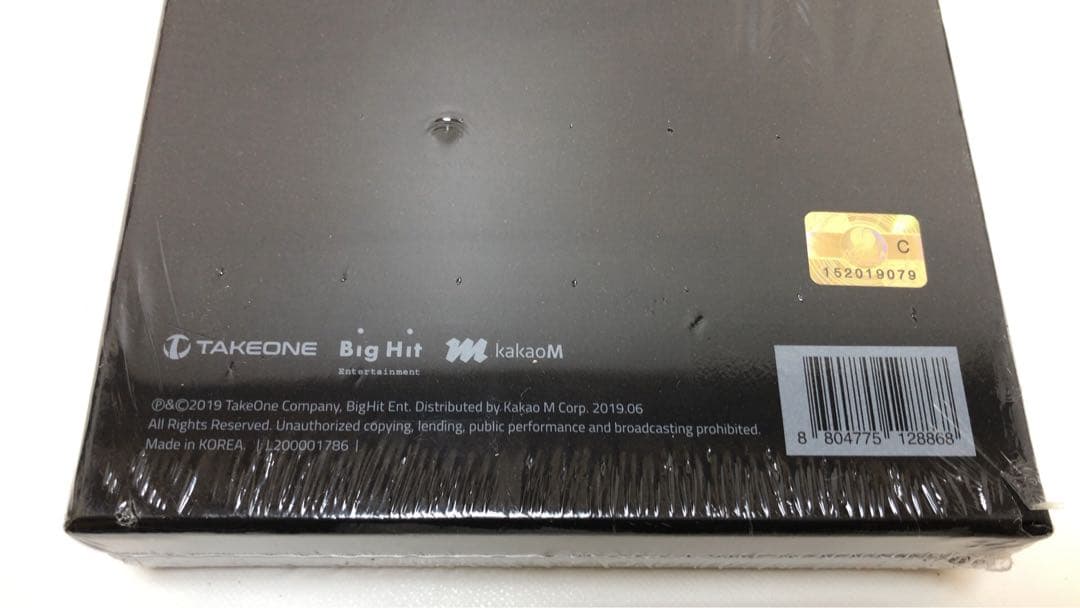 C
152019079
TAKEONE
Big Hit
Entertainment
kakaoM
℗&©2019 TakeOne Company, BigHit Ent. Distributed by Kakao M Corp. 2019.06
All Rights Reserved. Unauthorized copying, lending, public performance and broadcasting prohibited.
Made in KOREA. | L200001786 |
8 804775 128868